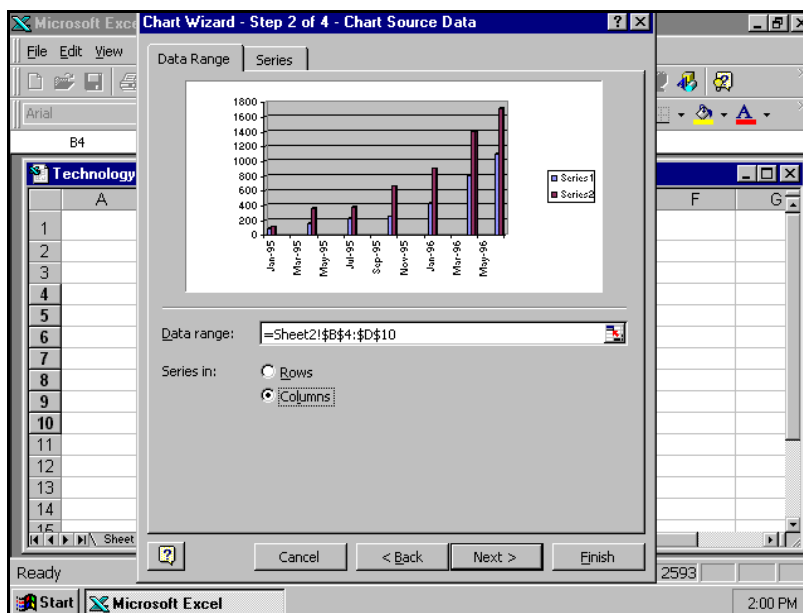 Microsoft Exce
Chart Wizard - Step 2 of 4 - Chart Source Data
File Edit View
Data Range Series
Arial
B4
1800
1600
1400
1200
1000
800
600
400
200
0
Jan-95 Mar-95 May-95 Jul-95 Sep-95 Nov-95 Jan-96 Mar-96 May-96
Series1
Series2
Technology
A F G
1
2
3
4
5
6
7
8
9
10
11
12
13
14
15
Data range: =Sheet2!$B$4:$D$10
Series in: Rows
Columns
Sheet
Cancel < Back Next > Finish
Ready 2593
Start Microsoft Excel 2:00 PM